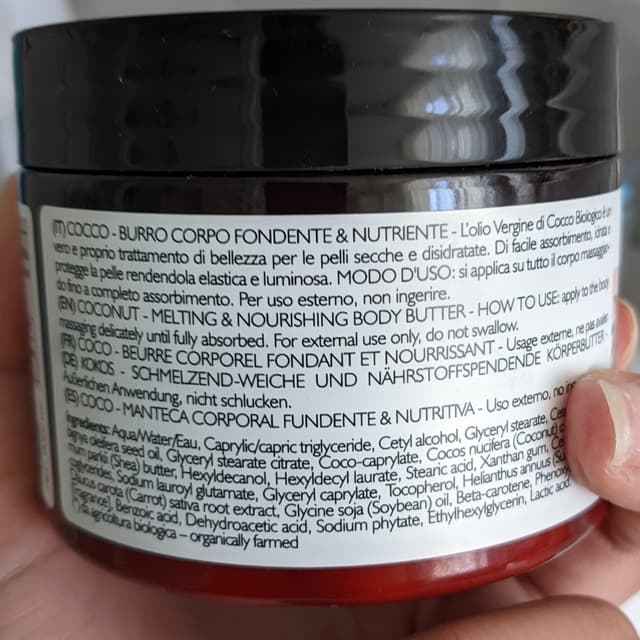 (IT) COCCO - BURRO CORPO FONDENTE & NUTRIENTE - L'olio Vergine di Cocco Biologico è un
vero e proprio trattamento di bellezza per le pelli secche e disidratate. Di facile assorbimento, idrata e
protegge la pelle rendendola elastica e luminosa. MODO D'USO: si applica su tutto il corpo massaggian-
do fino a completo assorbimento. Per uso esterno, non ingerire.
(EN) COCONUT - MELTING & NOURISHING BODY BUTTER - HOW TO USE: apply to the body
massaging delicately until fully absorbed. For external use only, do not swallow.
(FR) COCO - BEURRE CORPOREL FONDANT ET NOURRISSANT - Usage externe, ne pas avaler.
(DE) KOKOS - SCHMELZEND-WEICHE UND NÄHRSTOFFSPENDENDE KÖRPERBUTTER -
Äußerlichen Anwendung, nicht schlucken.
(ES) COCO - MANTECA CORPORAL FUNDENTE & NUTRITIVA - Uso externo, no
Ingredients: Aqua/Water/Eau, Caprylic/capric triglyceride, Cetyl alcohol, Glyceryl stearate,
oleifera seed oil, Glyceryl stearate citrate, Coco-caprylate, Cocos nucifera (Coconut)
parkii (Shea) butter, Hexyldecanol, Hexyldecyl laurate, Stearic acid, Xanthan gum,
Sodium lauroyl glutamate, Glyceryl caprylate, Tocopherol, Helianthus annuus
carota (Carrot) sativa root extract, Glycine soja (Soybean) oil, Beta-carotene,
Benzoic acid, Dehydroacetic acid, Sodium phytate, Ethylhexylglycerin, Lactic
agricoltura biologica – organically farmed